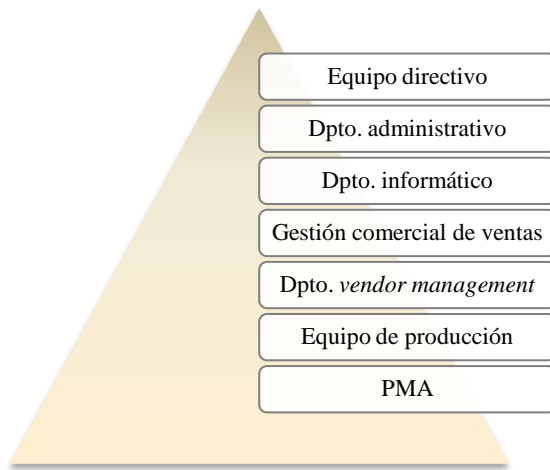 Equipo directivo
Dpto. administrativo
Dpto. informático
Gestión comercial de ventas
Dpto. vendor management
Equipo de producción
PMA